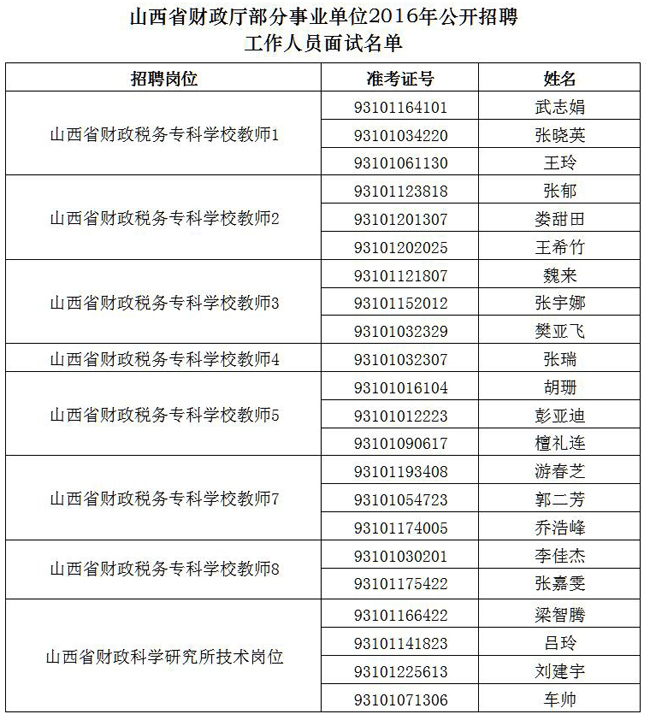 山西省财政厅部分事业单位2016年公开招聘
工作人员面试名单
招聘岗位 准考证号 姓名
山西省财政税务专科学校教师1 93101164101 武志娟
93101034220 张晓英
93101061130 王玲
山西省财政税务专科学校教师2 93101123818 张郁
93101201307 娄甜田
93101202025 王希竹
山西省财政税务专科学校教师3 93101121807 魏来
93101152012 张宇娜
93101032329 樊亚飞
山西省财政税务专科学校教师4 93101032307 张瑞
山西省财政税务专科学校教师5 93101016104 胡珊
93101012223 彭亚迪
93101090617 檀礼连
山西省财政税务专科学校教师7 93101193408 游春芝
93101054723 郭二芳
93101174005 乔浩峰
山西省财政税务专科学校教师8 93101030201 李佳杰
93101175422 张嘉雯
山西省财政科学研究所技术岗位 93101166422 梁智腾
93101141823 吕玲
93101225613 刘建宇
93101071306 车帅